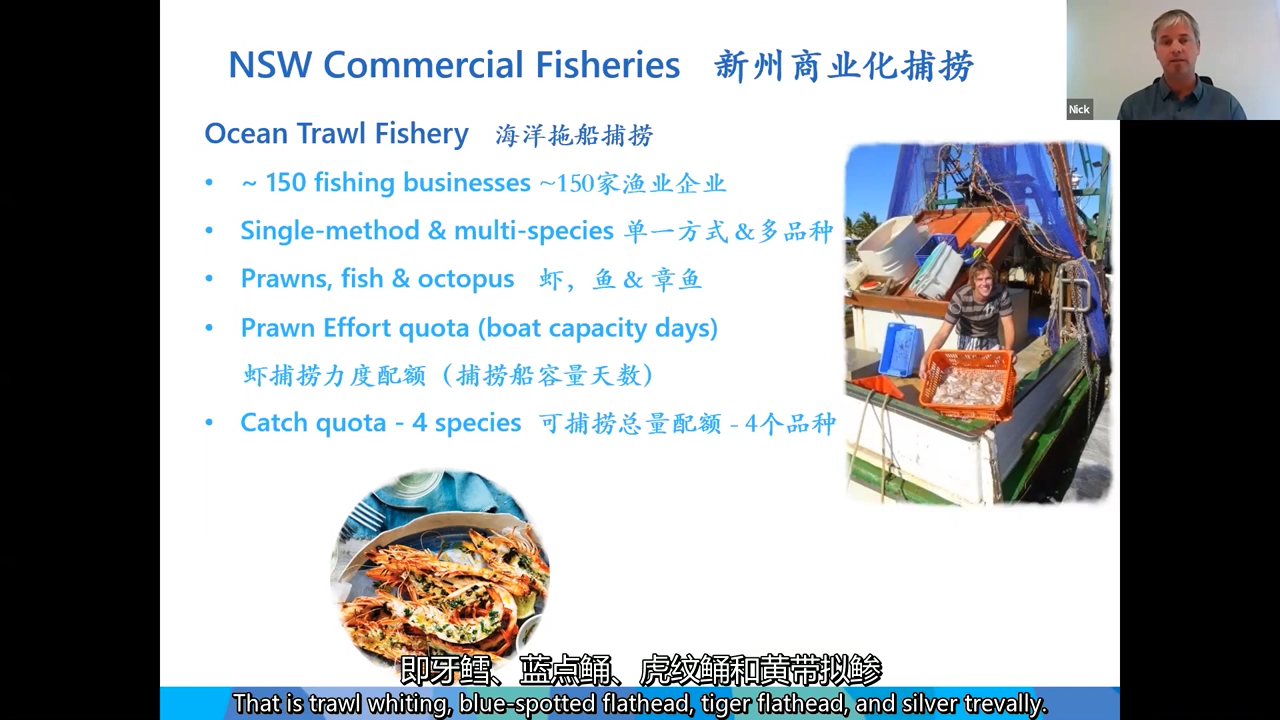 NSW Commercial Fisheries 新州商业化捕捞
Nick
Ocean Trawl Fishery 海洋拖船捕捞
• ~ 150 fishing businesses ~150家渔业企业
• Single-method & multi-species 单一方式&多品种
• Prawns, fish & octopus 虾，鱼 & 章鱼
• Prawn Effort quota (boat capacity days)
虾捕捞力度配额（捕捞船容量天数）
• Catch quota - 4 species 可捕捞总量配额 - 4个品种
即牙鳕、蓝点鲬、虎纹鲬和黄带拟鲹
That is trawl whiting, blue-spotted flathead, tiger flathead, and silver trevally.